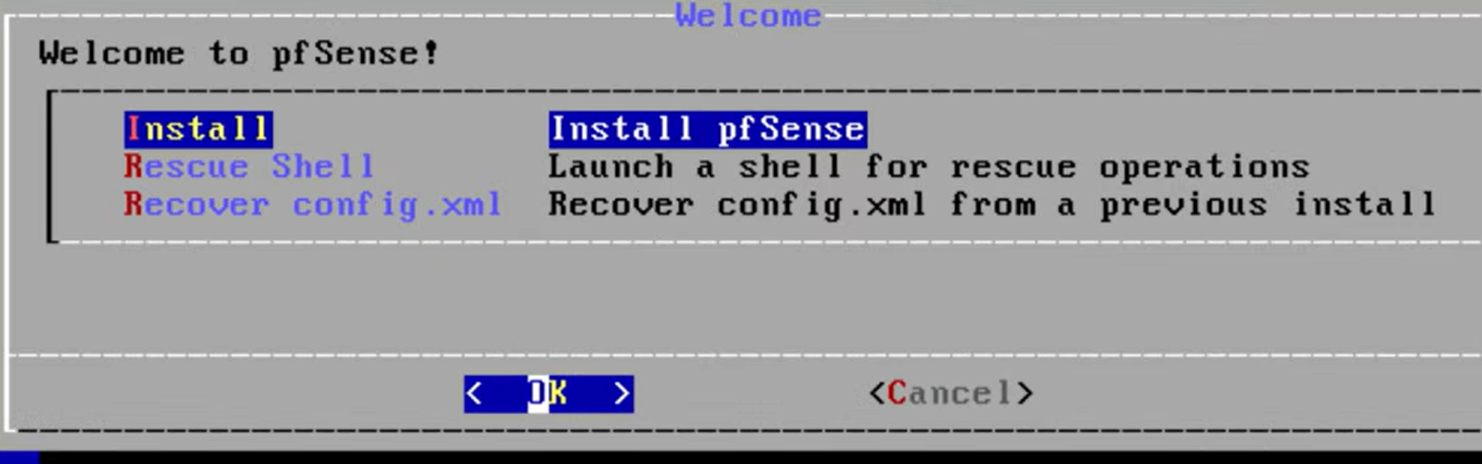 Welcome
Welcome to pfSense!
Install Install pfSense
Rescue Shell Launch a shell for rescue operations
Recover config.xml Recover config.xml from a previous install
< OK > <Cancel>